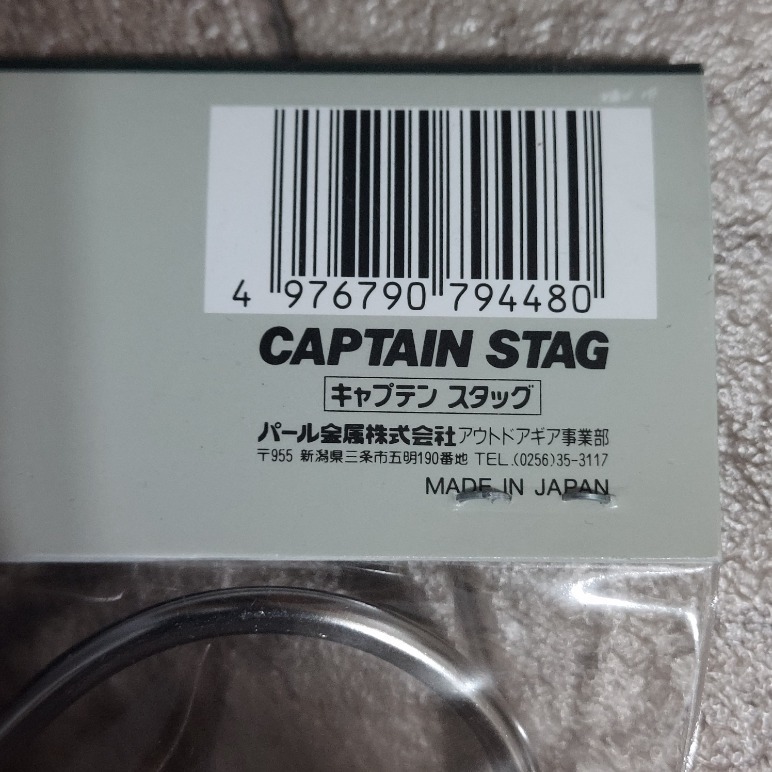 4 976790 794480
CAPTAIN STAG
キャプテン スタッグ
パール金属株式会社アウトドアギア事業部
〒955 新潟県三条市五明190番地 TEL.(0256)35-3117
MADE IN JAPAN